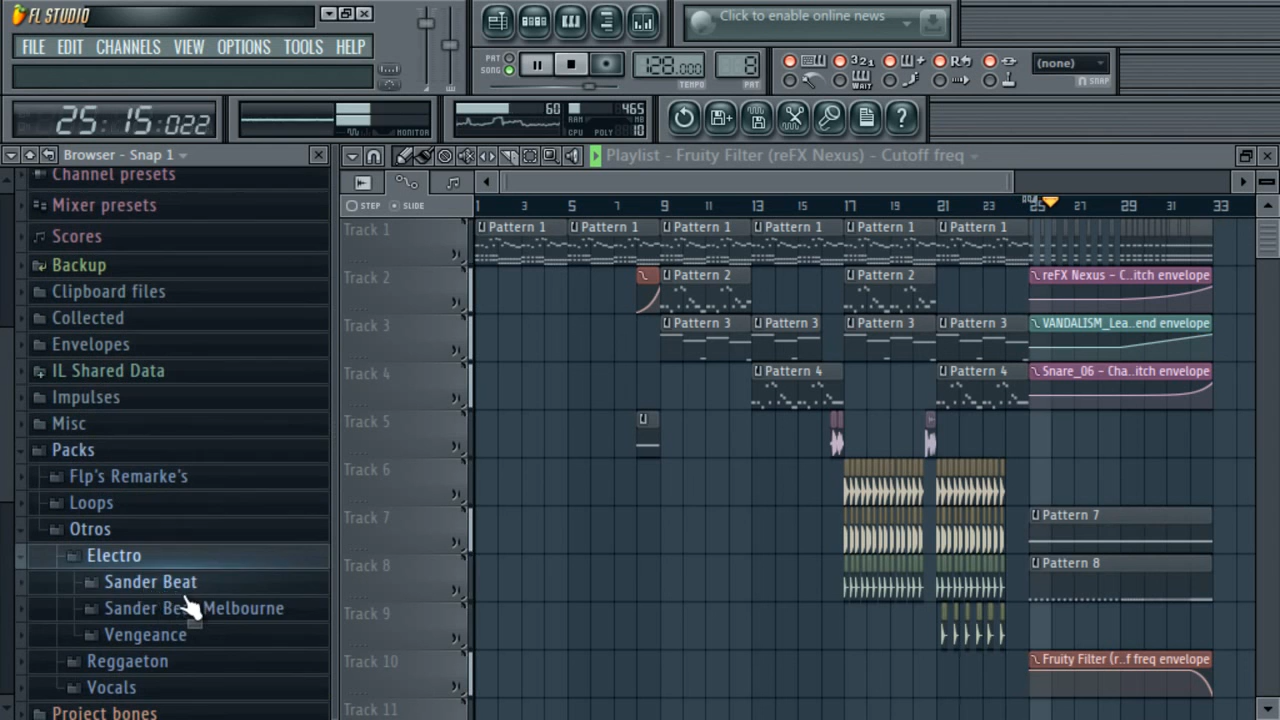 FL STUDIO
Click to enable online news
FILE EDIT CHANNELS VIEW OPTIONS TOOLS HELP
PAT
SONG
128.000
TEMPO
8
PAT
3 2 1
WAIT
R
(none)
SNAP
25:15:022
MONITOR
60
465
RAM
MB
CPU
POLY
10
Browser - Snap 1
Playlist - Fruity Filter (reFX Nexus) - Cutoff freq
STEP SLIDE
1 3 5 7 9 11 13 15 17 19 21 23 25 27 29 31 33
Channel presets
Mixer presets
Scores
Backup
Clipboard files
Collected
Envelopes
IL Shared Data
Impulses
Misc
Packs
Flp's Remarke's
Loops
Otros
Electro
Sander Beat
Sander Be Melbourne
Vengeance
Reggaeton
Vocals
Project bones
Track 1
Pattern 1 Pattern 1 Pattern 1 Pattern 1 Pattern 1 Pattern 1
Track 2
Pattern 2 Pattern 2 reFX Nexus - C..itch envelope
Track 3
Pattern 3 Pattern 3 Pattern 3 Pattern 3 VANDALISM_Lea..end envelope
Track 4
Pattern 4 Pattern 4 Snare_06 - Cha..itch envelope
Track 5
Track 6
Track 7
Pattern 7
Track 8
Pattern 8
Track 9
Track 10
Fruity Filter (r..f freq envelope
Track 11